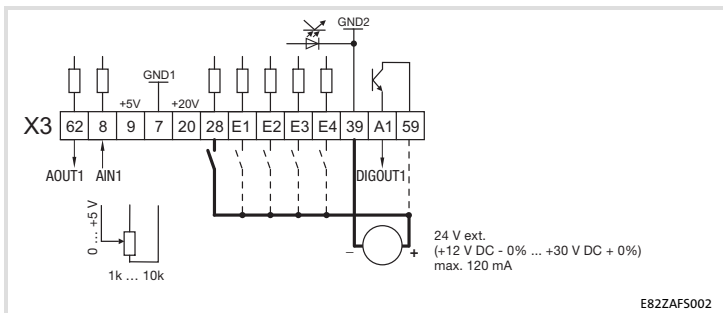 GND2
GND1
+5V
+20V
X3 62 8 9 7 20 28 E1 E2 E3 E4 39 A1 59
AOUT1 AIN1 DIGOUT1
0 ... +5 V
1k ... 10k
– +
24 V ext.
(+12 V DC - 0% ... +30 V DC + 0%)
max. 120 mA
E82ZAFS002